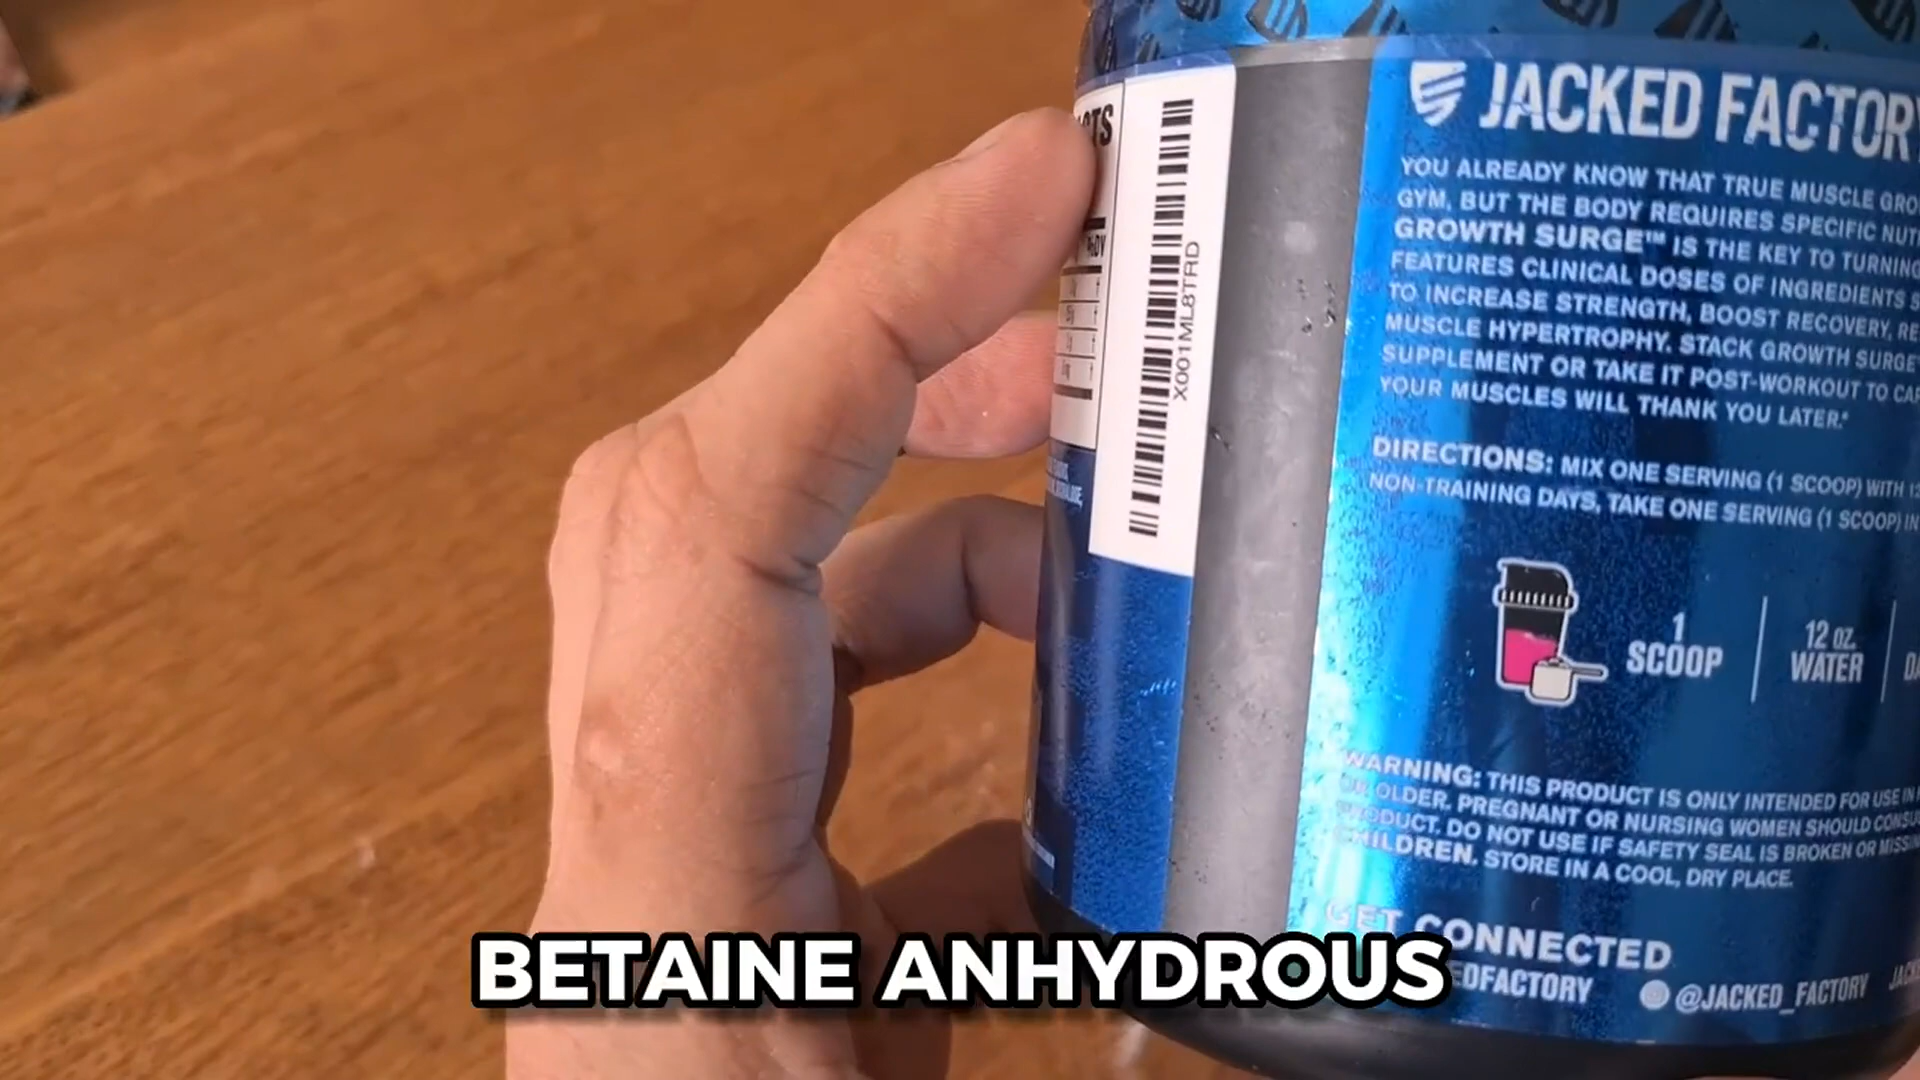 CTS
%DV
X001ML8TRD
JACKED FACTORY
YOU ALREADY KNOW THAT TRUE MUSCLE GRO
GYM, BUT THE BODY REQUIRES SPECIFIC NUT
GROWTH SURGE™ IS THE KEY TO TURNING
FEATURES CLINICAL DOSES OF INGREDIENTS S
TO INCREASE STRENGTH, BOOST RECOVERY, RE
MUSCLE HYPERTROPHY. STACK GROWTH SURGE
SUPPLEMENT OR TAKE IT POST-WORKOUT TO CA
YOUR MUSCLES WILL THANK YOU LATER.*
DIRECTIONS: MIX ONE SERVING (1 SCOOP) WITH 12
NON-TRAINING DAYS, TAKE ONE SERVING (1 SCOOP) IN
1
SCOOP
12 OZ.
WATER
WARNING: THIS PRODUCT IS ONLY INTENDED FOR USE IN
OR OLDER. PREGNANT OR NURSING WOMEN SHOULD CONSU
PRODUCT. DO NOT USE IF SAFETY SEAL IS BROKEN OR MISSIN
CHILDREN. STORE IN A COOL, DRY PLACE.
GET CONNECTED
EDFACTORY @JACKED_FACTORY JACK
BETAINE ANHYDROUS